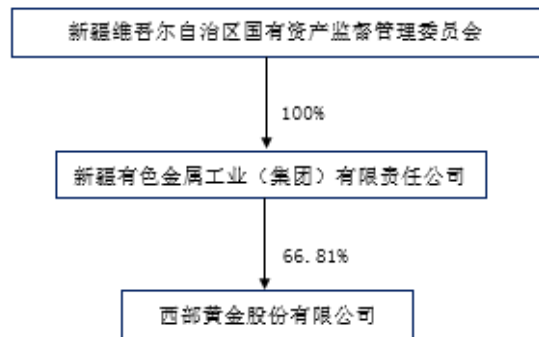 新疆维吾尔自治区国有资产监督管理委员会
100%
新疆有色金属工业（集团）有限责任公司
66.81%
西部黄金股份有限公司